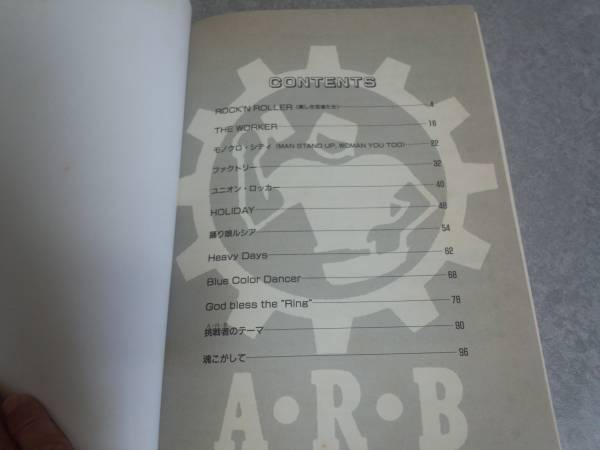 CONTENTS
ROCK'N ROLLER 4
THE WORKER 16
モノクロ・シティ (MAN STAND UP, WOMAN YOU TOO) 22
ファクトリー 32
ユニオン・ロッカー 40
HOLIDAY 48
踊り娘ルシア 54
Heavy Days 62
Blue Color Dancer 68
God bless the "Ring" 78
挑戦者のテーマ 90
魂こがして 96
A・R・B